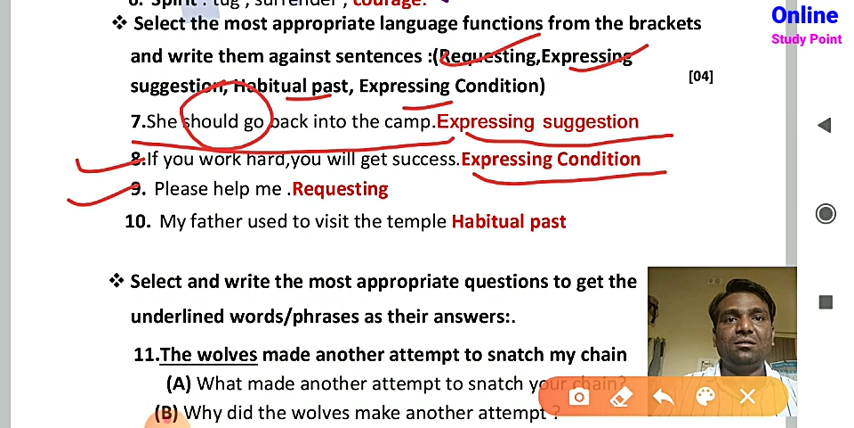 6. Spirit : tug , surrender , courage.
Online
Study Point
❖ Select the most appropriate language functions from the brackets
and write them against sentences :(Requesting,Expressing
suggestion, Habitual past, Expressing Condition)
[04]
7.She should go back into the camp.Expressing suggestion
8.If you work hard,you will get success.Expressing Condition
9. Please help me .Requesting
10. My father used to visit the temple Habitual past
❖ Select and write the most appropriate questions to get the
underlined words/phrases as their answers:.
11.The wolves made another attempt to snatch my chain
(A) What made another attempt to snatch your chain?
(B) Why did the wolves make another attempt ?